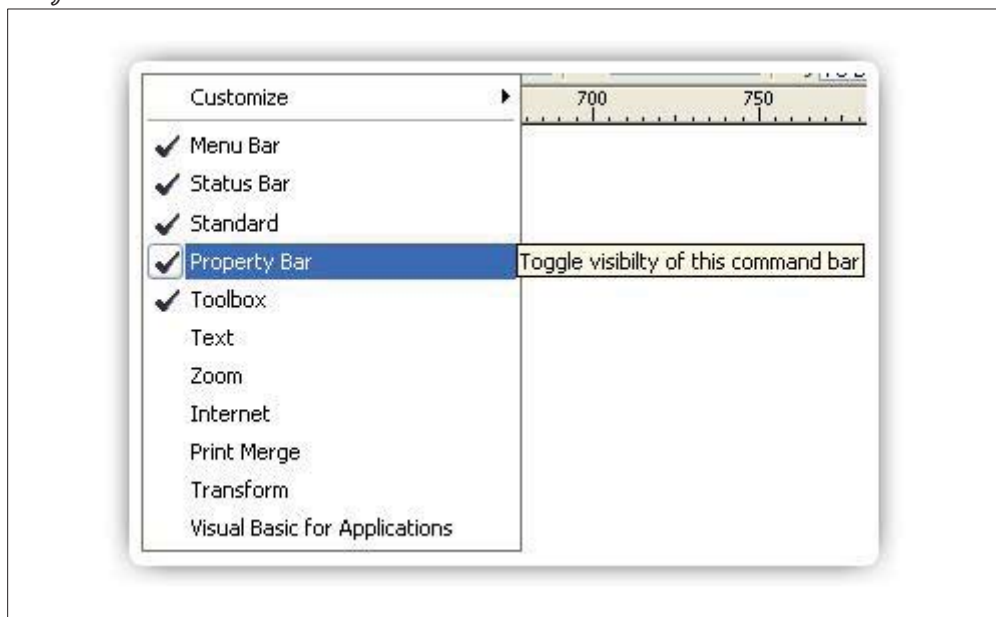 Customize
700 750
Menu Bar
Status Bar
Standard
Property Bar
Toggle visibilty of this command bar
Toolbox
Text
Zoom
Internet
Print Merge
Transform
Visual Basic for Applications